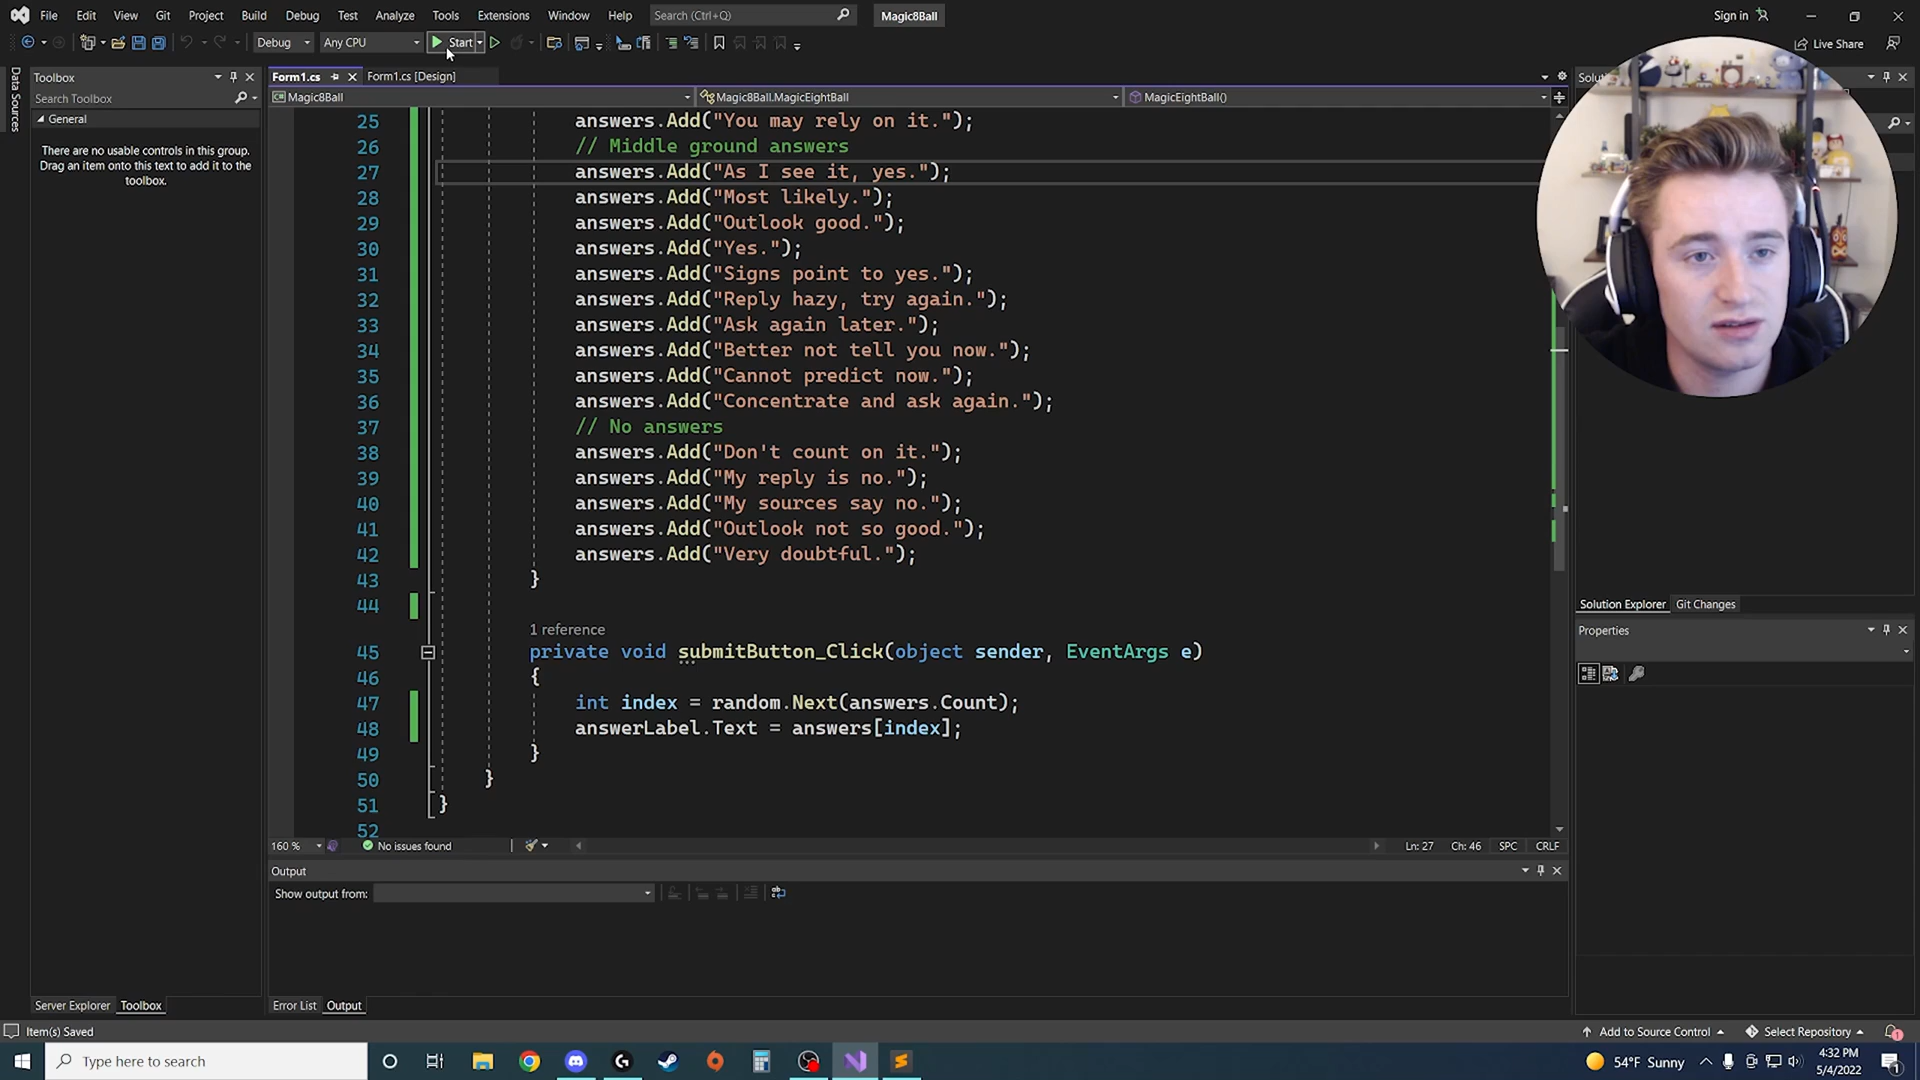 File Edit View Git Project Build Debug Test Analyze Tools Extensions Window Help Search (Ctrl+Q) Magic8Ball Sign in
Debug Any CPU Start Live Share
Data Sources
Toolbox
Search Toolbox
General
There are no usable controls in this group.
Drag an item onto this text to add it to the
toolbox.
Form1.cs Form1.cs [Design]
Magic8Ball Magic8Ball.MagicEightBall MagicEightBall()
25 answers.Add("You may rely on it.");
26 // Middle ground answers
27 answers.Add("As I see it, yes.");
28 answers.Add("Most likely.");
29 answers.Add("Outlook good.");
30 answers.Add("Yes.");
31 answers.Add("Signs point to yes.");
32 answers.Add("Reply hazy, try again.");
33 answers.Add("Ask again later.");
34 answers.Add("Better not tell you now.");
35 answers.Add("Cannot predict now.");
36 answers.Add("Concentrate and ask again.");
37 // No answers
38 answers.Add("Don't count on it.");
39 answers.Add("My reply is no.");
40 answers.Add("My sources say no.");
41 answers.Add("Outlook not so good.");
42 answers.Add("Very doubtful.");
43 }
44
1 reference
45 private void submitButton_Click(object sender, EventArgs e)
46 {
47 int index = random.Next(answers.Count);
48 answerLabel.Text = answers[index];
49 }
50 }
51 }
52
160 % No issues found Ln: 27 Ch: 46 SPC CRLF
Output
Show output from:
Server Explorer Toolbox Error List Output
Solution Explorer Git Changes
Properties
Item(s) Saved Add to Source Control Select Repository
Type here to search 54°F Sunny 4:32 PM
5/4/2022